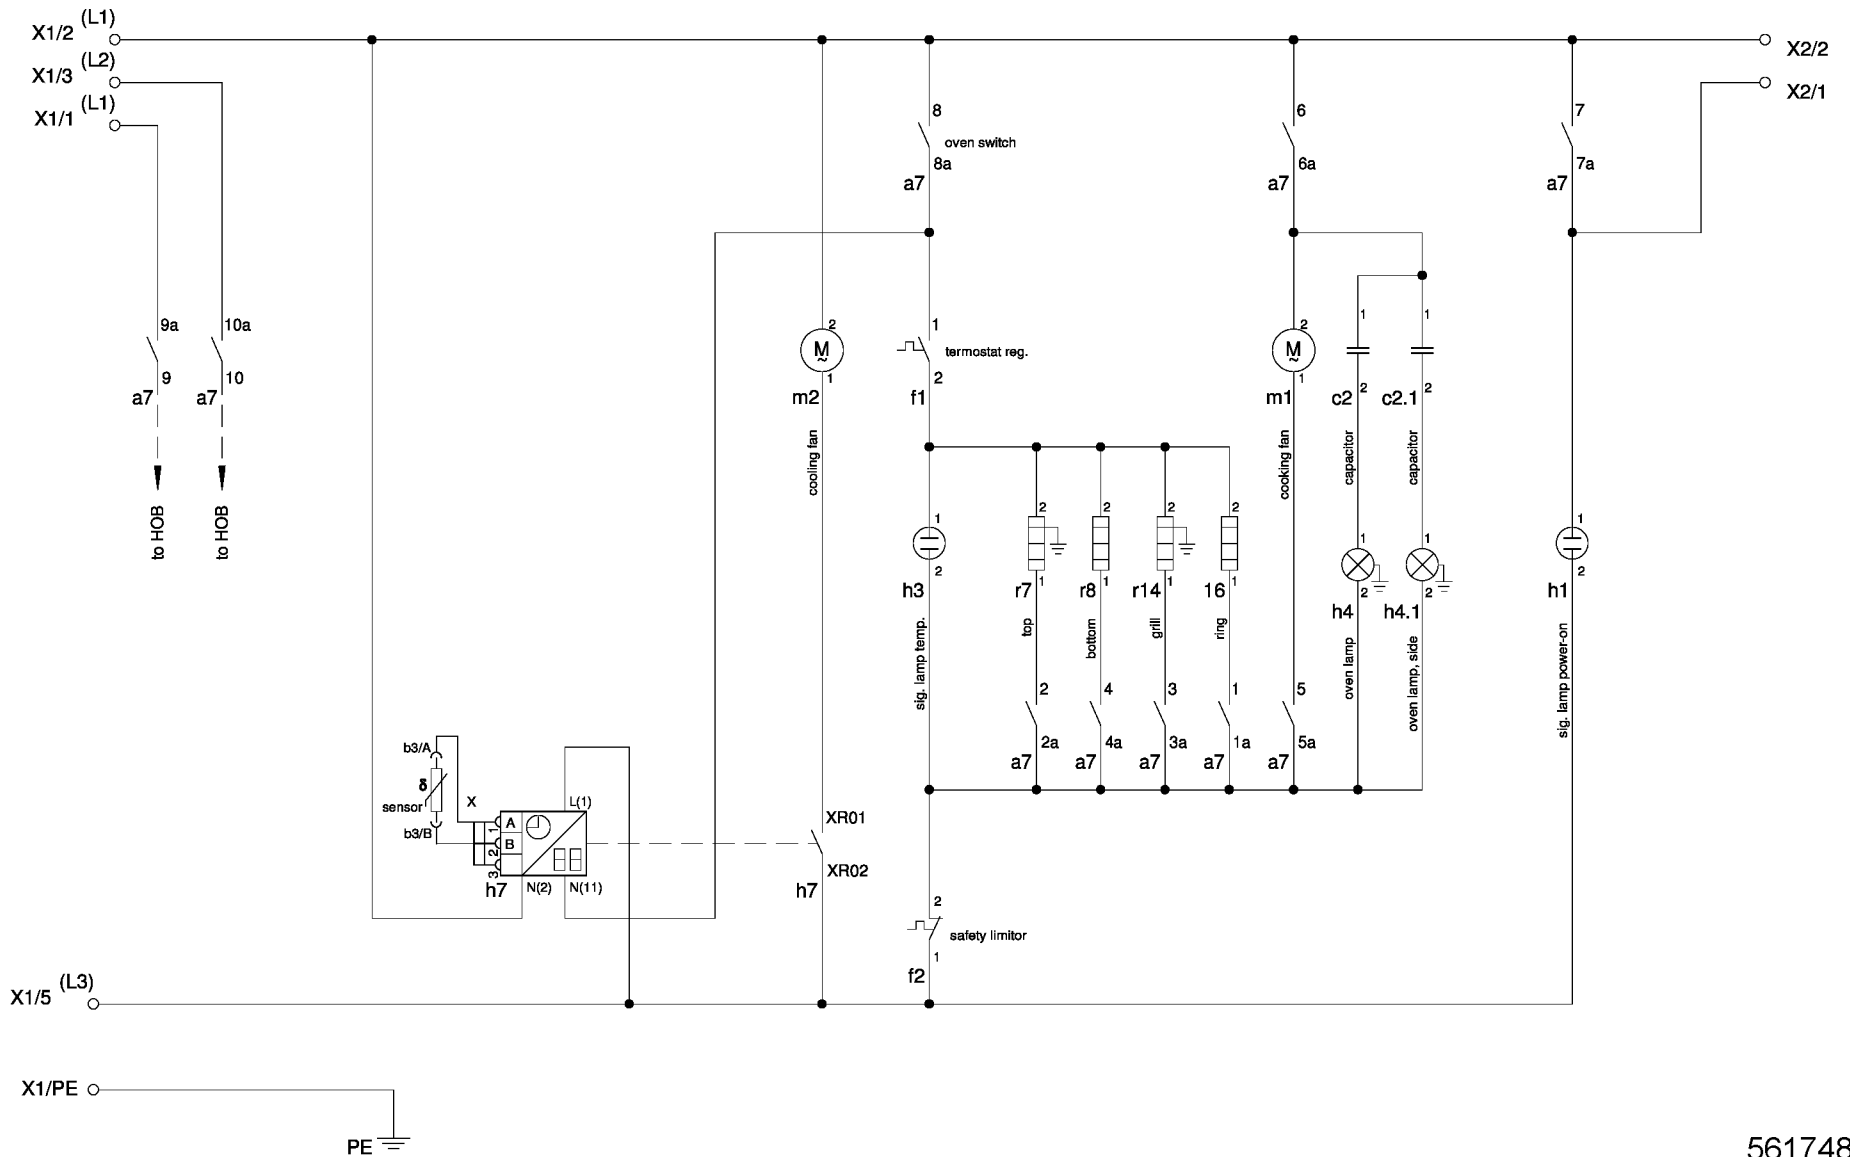 (L1)
X1/2
X2/2
(L2)
X1/3
X2/1
(L1)
X1/1
8
6
7
oven switch
8a
6a
7a
a7
a7
a7
9a
10a
9
10
a7
a7
to HOB
to HOB
2
M
~
1
m2
cooling fan
1
termostat reg.
2
f1
2
M
~
1
m1
cooking fan
1
2
c2
capacitor
1
2
c2.1
capacitor
1
2
h3
sig. lamp temp.
2
1
r7
top
2
1
r8
bottom
2
1
r14
grill
2
1
16
ring
1
2
h4
oven lamp
1
2
h4.1
oven lamp, side
1
2
h1
sig. lamp power-on
2
2a
a7
4
4a
a7
3
3a
a7
1
1a
a7
5
5a
a7
b3/A
δ
sensor
b3/B
X
L(1)
A
1
B
2
3
h7
N(2)
N(11)
XR01
XR02
h7
2
safety limitor
1
f2
(L3)
X1/5
X1/PE
PE
561748